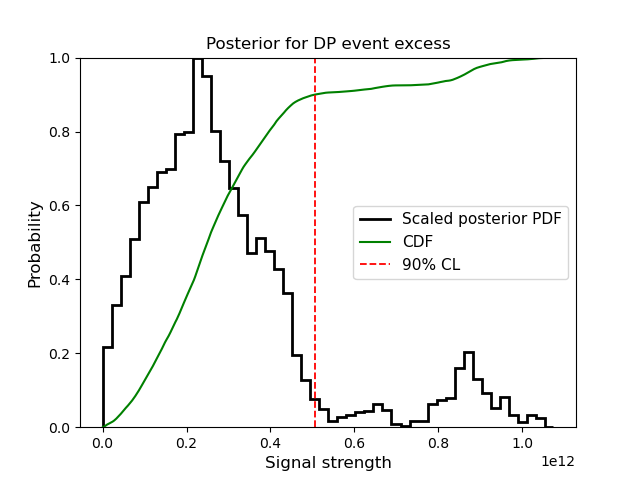 Posterior for DP event excess
1.0
0.8
0.6
0.4
0.2
0.0
Probability
Scaled posterior PDF
CDF
90% CL
0.0 0.2 0.4 0.6 0.8 1.0
1e12
Signal strength